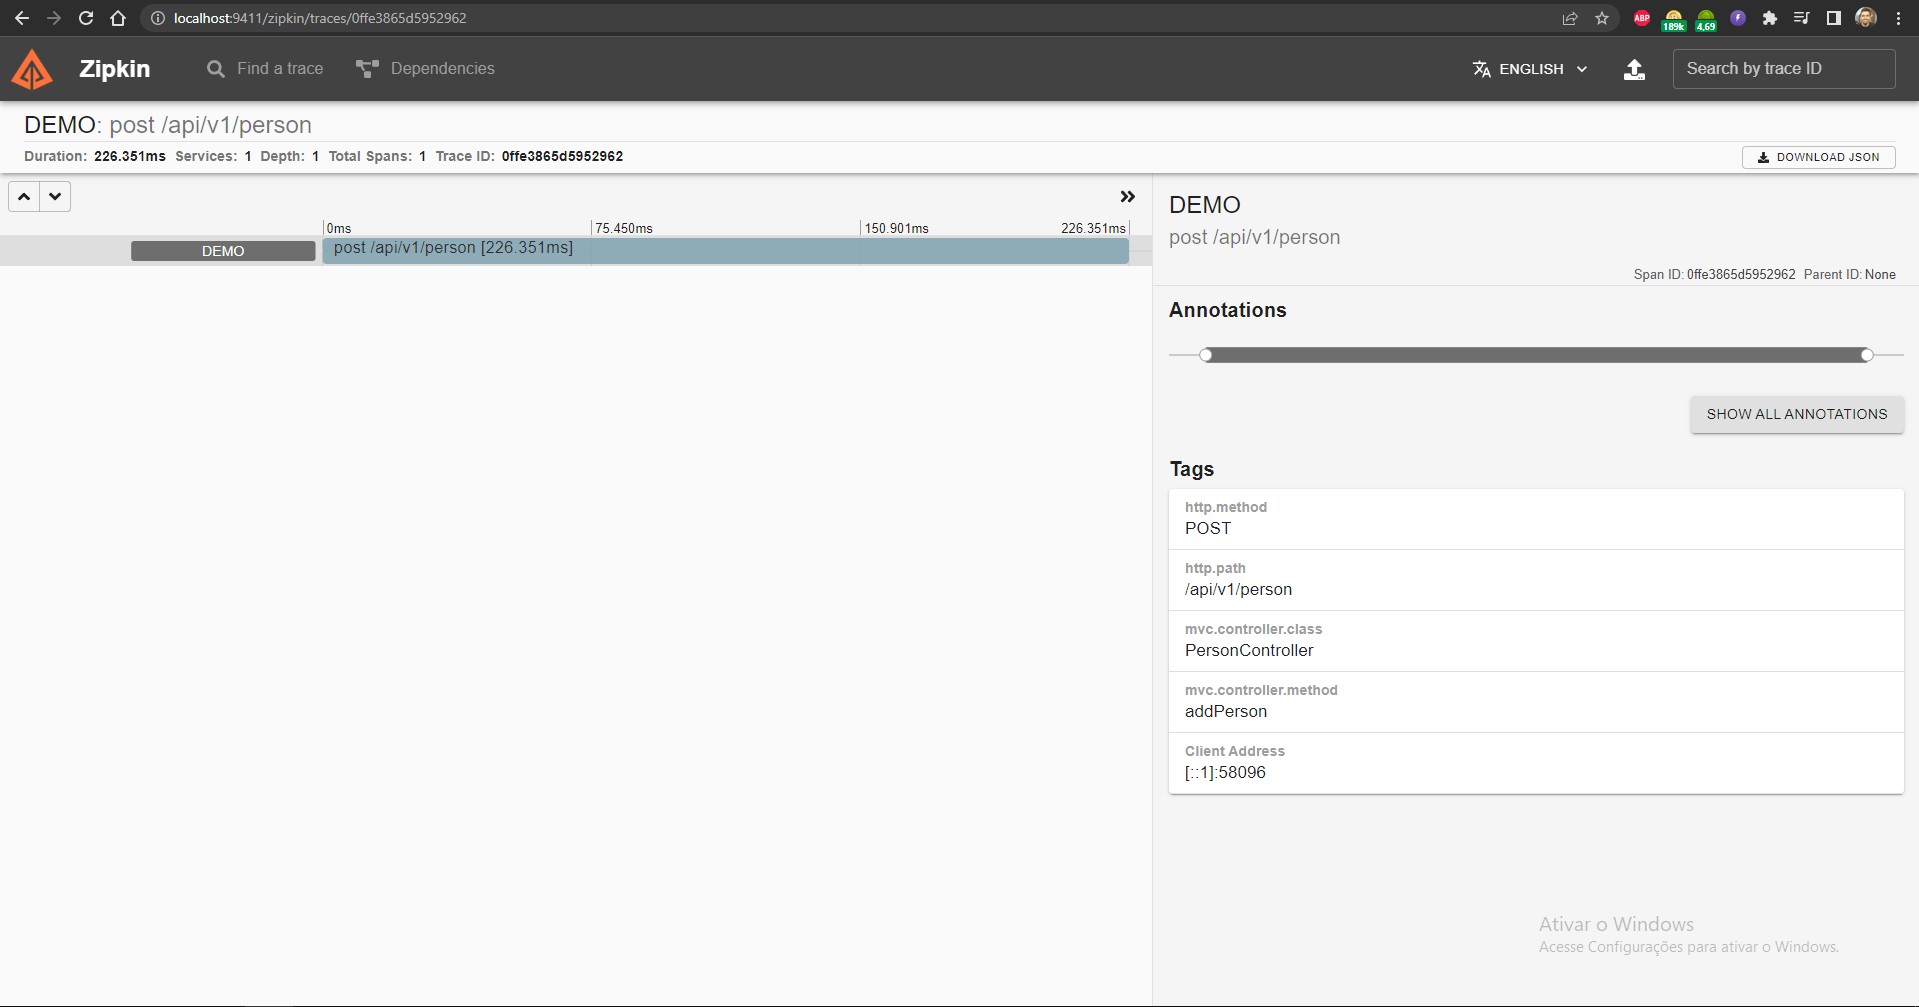 localhost:9411/zipkin/traces/0ffe3865d5952962
ABP
189k
4,69
Zipkin
Find a trace
Dependencies
ENGLISH
Search by trace ID
DEMO: post /api/v1/person
Duration: 226.351ms Services: 1 Depth: 1 Total Spans: 1 Trace ID: 0ffe3865d5952962
DOWNLOAD JSON
0ms
75.450ms
150.901ms
226.351ms
DEMO
post /api/v1/person [226.351ms]
DEMO
post /api/v1/person
Span ID: 0ffe3865d5952962 Parent ID: None
Annotations
SHOW ALL ANNOTATIONS
Tags
http.method
POST
http.path
/api/v1/person
mvc.controller.class
PersonController
mvc.controller.method
addPerson
Client Address
[::1]:58096
Ativar o Windows
Acesse Configurações para ativar o Windows.